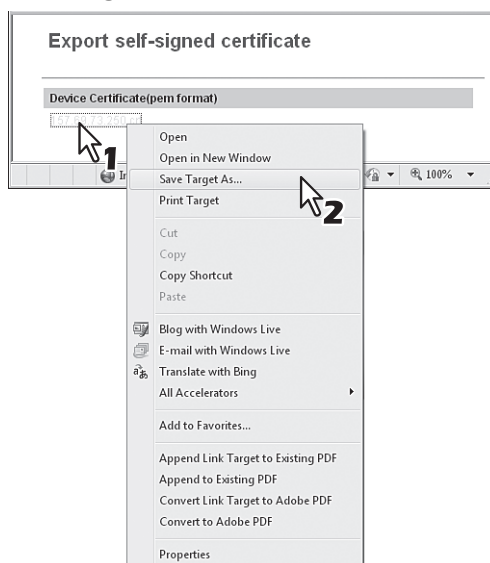 Export self-signed certificate
Device Certificate(pem format)
1
Open
Open in New Window
Save Target As...
100%
Print Target
2
Cut
Copy
Copy Shortcut
Paste
Blog with Windows Live
E-mail with Windows Live
Translate with Bing
All Accelerators
Add to Favorites...
Append Link Target to Existing PDF
Append to Existing PDF
Convert Link Target to Adobe PDF
Convert to Adobe PDF
Properties